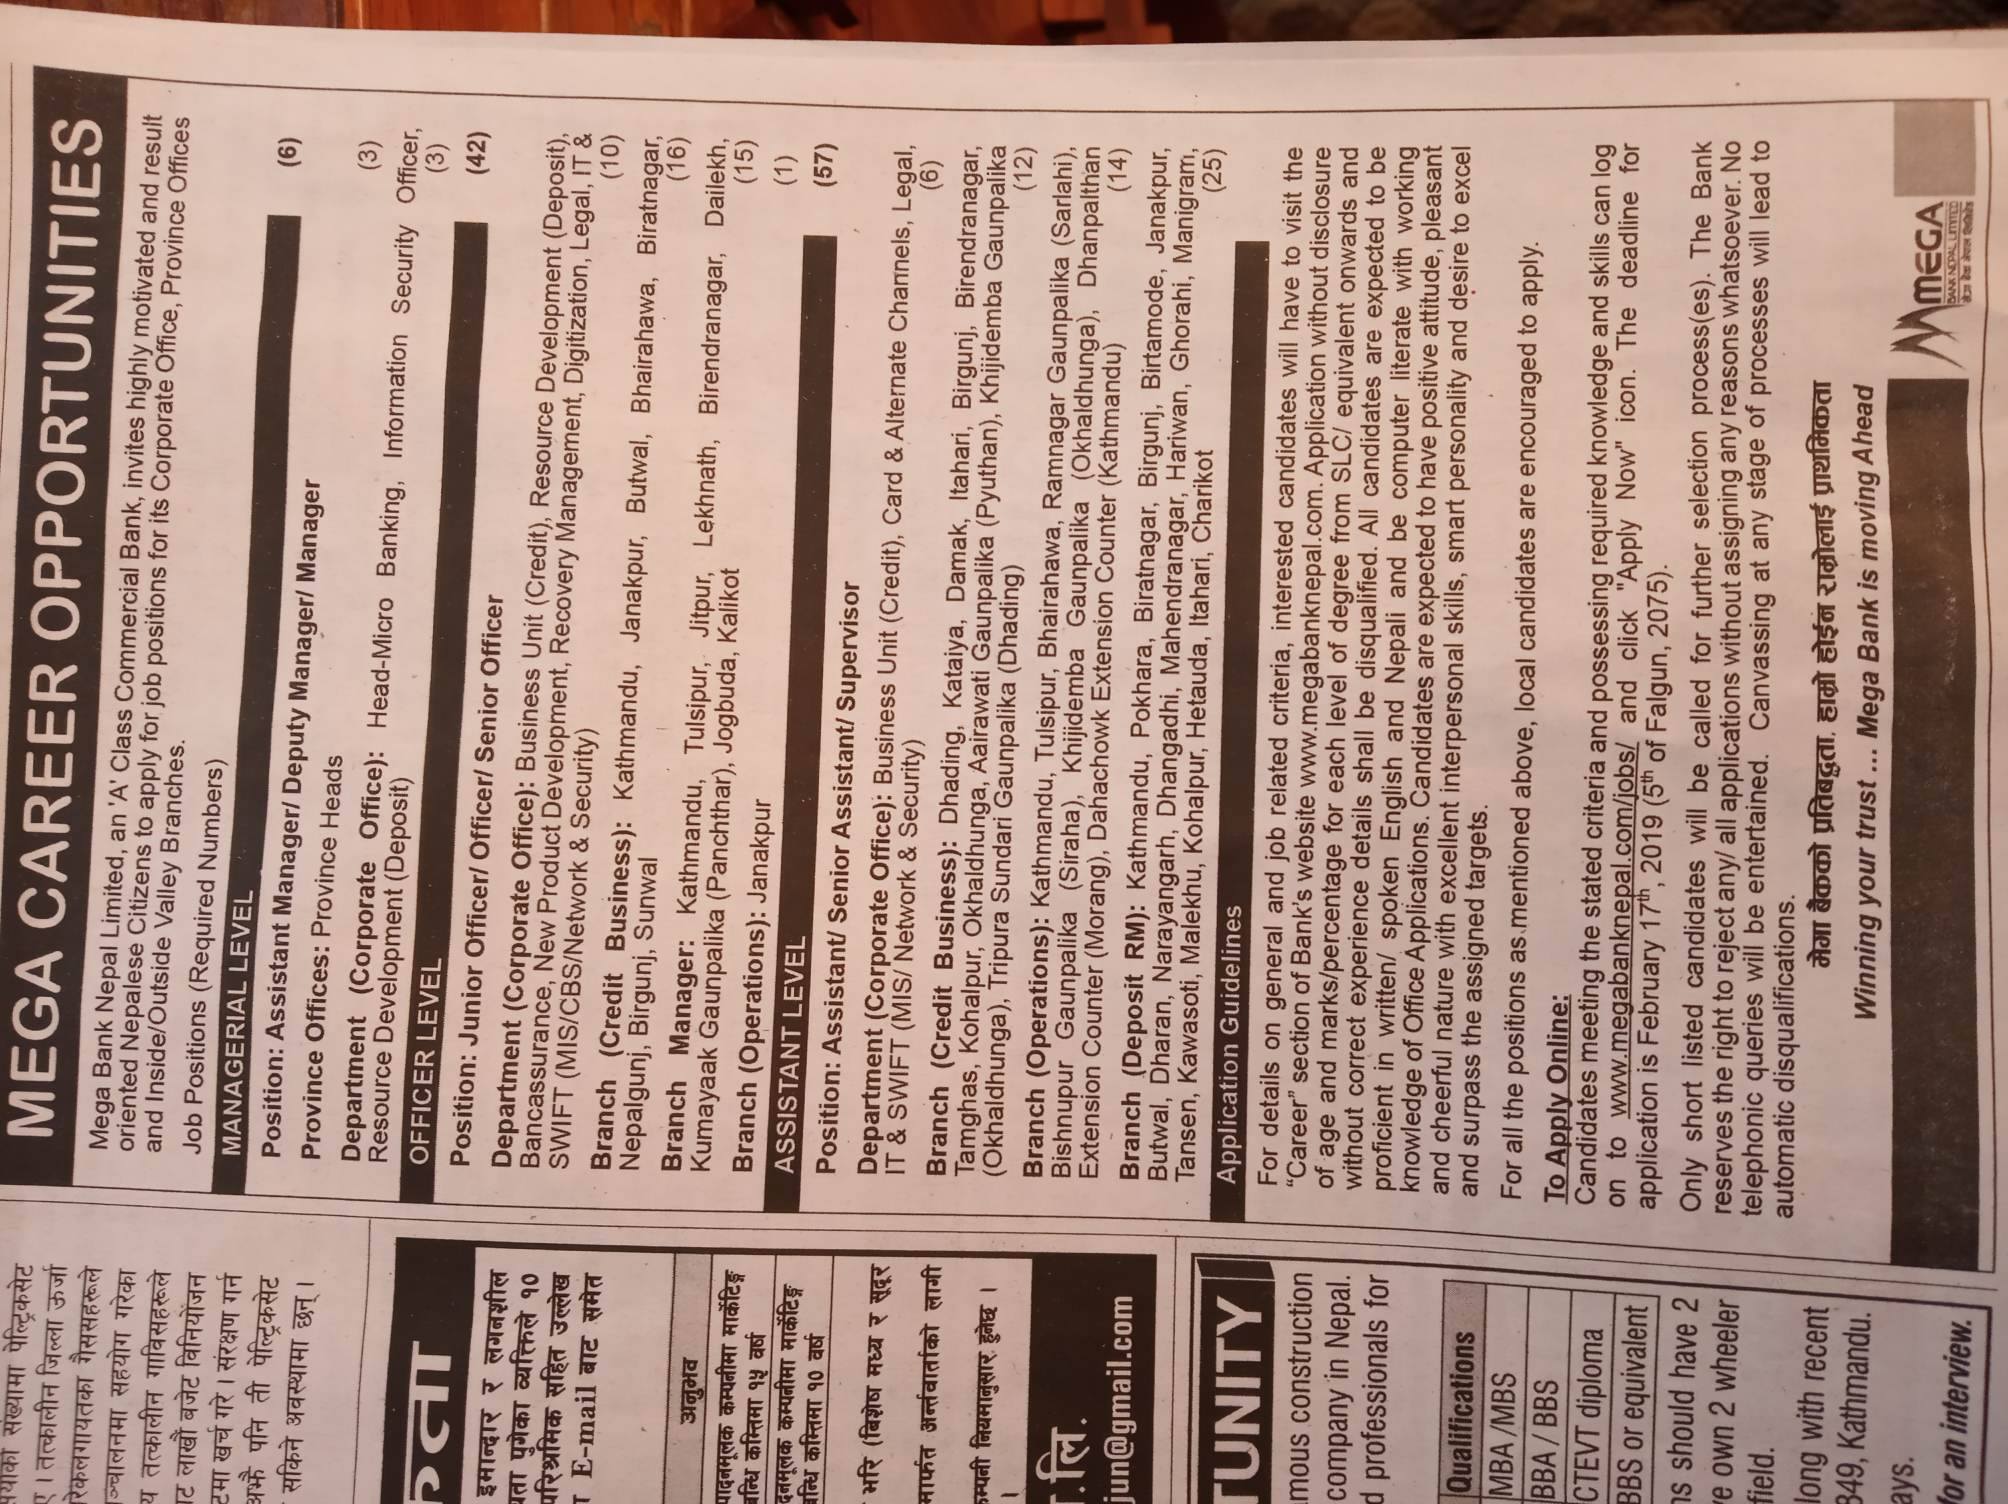 संख्यामा पेल्ट्रिकसेट
ए । तत्कालीन जिल्ला ऊर्जा
गैससहरूले
सहयोग गरेका
य तत्कालीन गाविसहरूले
लाखौं बजेट विनियोजन
खर्च गरे । संरक्षण गर्न
अझै पनि ती पेल्ट्रिकसेट
सकिने अवस्थामा छन् ।
इमान्दार र लगनशील
पुगेका व्यक्तिले १०
सहित उल्लेख
E-mail बाट समेत
अनुभव
कम्पनीमा मार्केटिङ्ग
कम्तिमा १५ वर्ष
कम्पनीमा मार्केटिङ्ग
कम्तिमा १० वर्ष
भरि (बिशेष मध्य र सूदूर
मार्फत अर्न्तवार्ताको लागी
नियमानुसार हुनेछ ।
।
.लि.
jun@gmail.com
TUNITY
mous construction
company in Nepal.
d professionals for
Qualifications
MBA /MBS
BBA / BBS
CTEVT diploma
BBS or equivalent
ns should have 2
ve own 2 wheeler
field.
long with recent
849, Kathmandu.
ays.
for an interview.
MEGA CAREER OPPORTUNITIES
Mega Bank Nepal Limited, an 'A' Class Commercial Bank, invites highly motivated and result
oriented Nepalese Citizens to apply for job positions for its Corporate Office, Province Offices
and Inside/Outside Valley Branches.
Job Positions (Required Numbers)
MANAGERIAL LEVEL (6)
Position: Assistant Manager/ Deputy Manager/ Manager
Province Offices: Province Heads (3)
Department (Corporate Office): Head-Micro Banking, Information Security Officer,
Resource Development (Deposit) (3)
OFFICER LEVEL (42)
Position: Junior Officer/ Officer/ Senior Officer
Department (Corporate Office): Business Unit (Credit), Resource Development (Deposit),
Bancassurance, New Product Development, Recovery Management, Digitization, Legal, IT &
SWIFT (MIS/CBS/Network & Security) (10)
Branch (Credit Business): Kathmandu, Janakpur, Butwal, Bhairahawa, Biratnagar,
Nepalgunj, Birgunj, Sunwal (16)
Branch Manager: Kathmandu, Tulsipur, Jitpur, Lekhnath, Birendranagar, Dailekh,
Kumayaak Gaunpalika (Panchthar), Jogbuda, Kalikot (15)
Branch (Operations): Janakpur (1)
ASSISTANT LEVEL (57)
Position: Assistant/ Senior Assistant/ Supervisor
Department (Corporate Office): Business Unit (Credit), Card & Alternate Channels, Legal,
IT & SWIFT (MIS/ Network & Security) (6)
Branch (Credit Business): Dhading, Kataiya, Damak, Itahari, Birgunj, Birendranagar,
Tamghas, Kohalpur, Okhaldhunga, Aairawati Gaunpalika (Pyuthan), Khijidemba Gaunpalika
(Okhaldhunga), Tripura Sundari Gaunpalika (Dhading) (12)
Branch (Operations): Kathmandu, Tulsipur, Bhairahawa, Ramnagar Gaunpalika (Sarlahi),
Bishnupur Gaunpalika (Siraha), Khijidemba Gaunpalika (Okhaldhunga), Dhanpalthan
Extension Counter (Morang), Dahachowk Extension Counter (Kathmandu) (14)
Branch (Deposit RM): Kathmandu, Pokhara, Biratnagar, Birgunj, Birtamode, Janakpur,
Butwal, Dharan, Narayangarh, Dhangadhi, Mahendranagar, Hariwan, Ghorahi, Manigram,
Tansen, Kawasoti, Malekhu, Kohalpur, Hetauda, Itahari, Charikot (25)
Application Guidelines
For details on general and job related criteria, interested candidates will have to visit the
“Career” section of Bank’s website www.megabanknepal.com. Application without disclosure
of age and marks/percentage for each level of degree from SLC/ equivalent onwards and
without correct experience details shall be disqualified. All candidates are expected to be
proficient in written/ spoken English and Nepali and be computer literate with working
knowledge of Office Applications. Candidates are expected to have positive attitude, pleasant
and cheerful nature with excellent interpersonal skills, smart personality and desire to excel
and surpass the assigned targets.
For all the positions as mentioned above, local candidates are encouraged to apply.
To Apply Online:
Candidates meeting the stated criteria and possessing required knowledge and skills can log
on to www.megabanknepal.com/jobs/ and click "Apply Now" icon. The deadline for
application is February 17th, 2019 (5th of Falgun, 2075).
Only short listed candidates will be called for further selection process(es). The Bank
reserves the right to reject any/ all applications without assigning any reasons whatsoever. No
telephonic queries will be entertained. Canvassing at any stage of processes will lead to
automatic disqualifications.
मेगा बैंकको प्रतिबद्धता, हाम्रो होईन राम्रोलाई प्राथमिकता
Winning your trust ... Mega Bank is moving Ahead
MEGA
BANK NEPAL LIMITED
मेगा बैंक नेपाल लिमिटेड